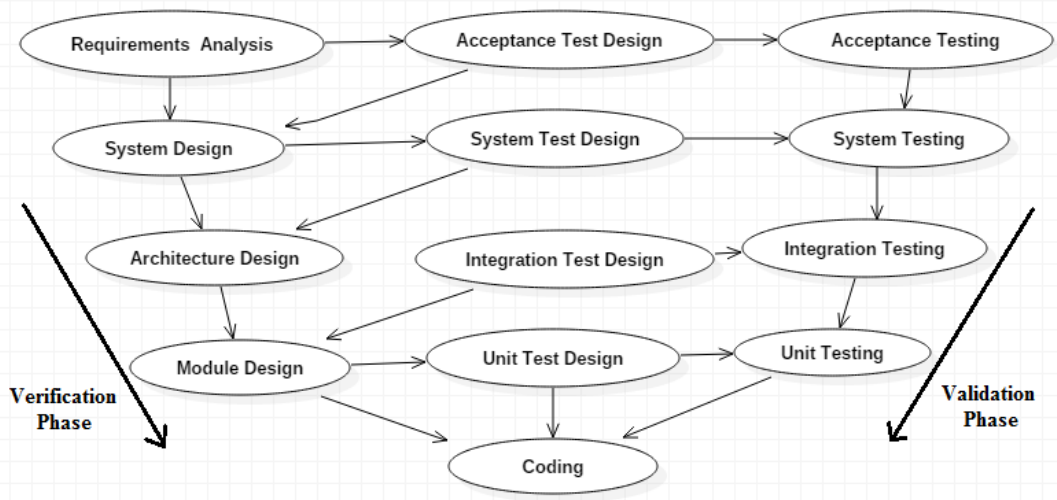 Requirements Analysis
Acceptance Test Design
Acceptance Testing
System Design
System Test Design
System Testing
Architecture Design
Integration Test Design
Integration Testing
Module Design
Unit Test Design
Unit Testing
Verification
Phase
Validation
Phase
Coding